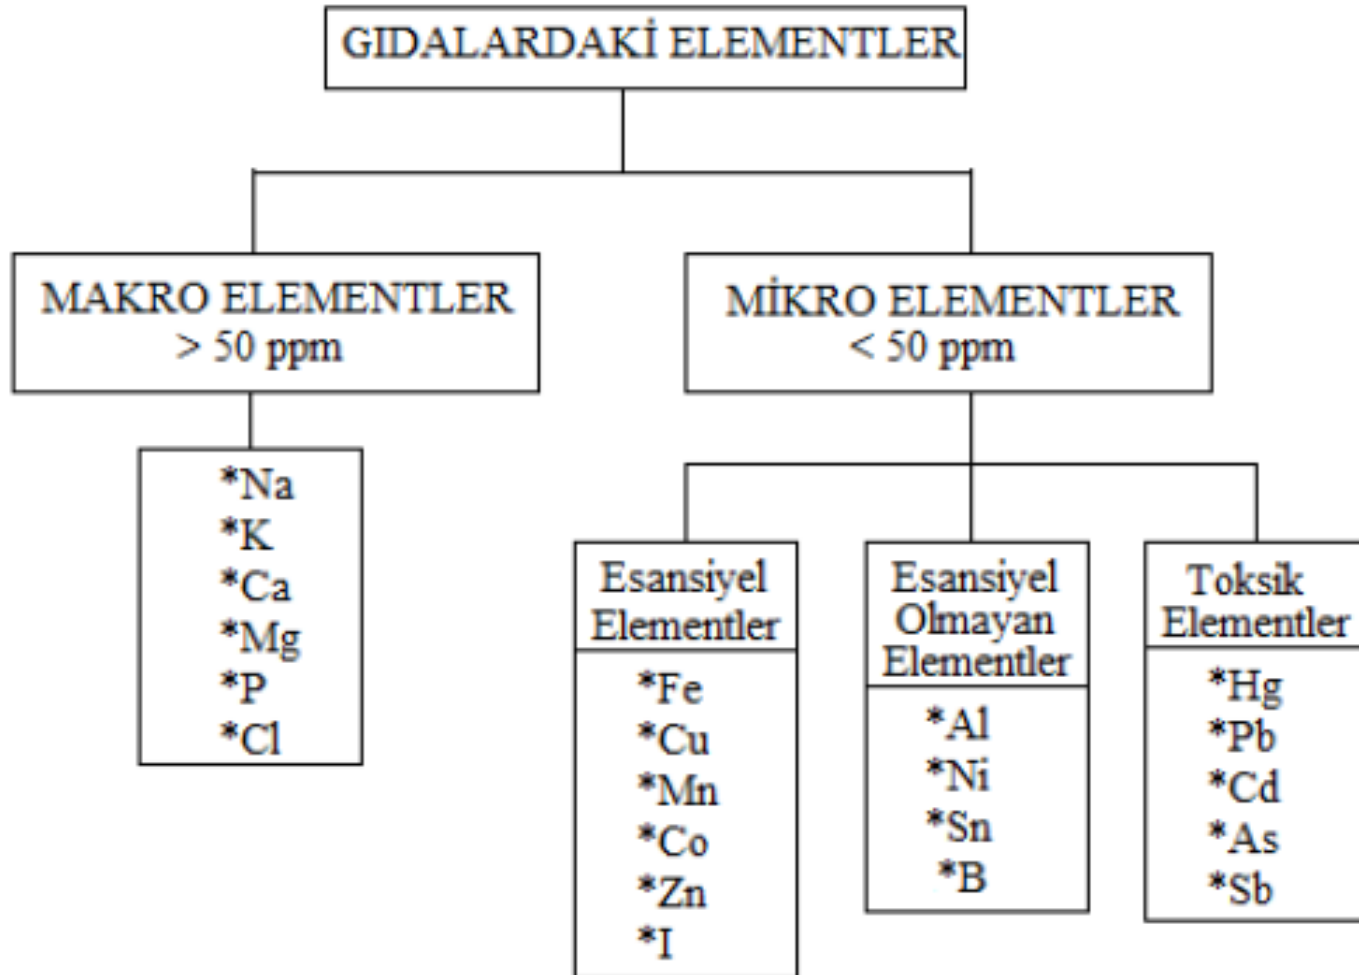 GIDALARDAKİ ELEMENTLER
MAKRO ELEMENTLER
> 50 ppm
MİKRO ELEMENTLER
< 50 ppm
*Na
*K
*Ca
*Mg
*P
*Cl
Esansiyel
Elementler
*Fe
*Cu
*Mn
*Co
*Zn
*I
Esansiyel
Olmayan
Elementler
*Al
*Ni
*Sn
*B
Toksik
Elementler
*Hg
*Pb
*Cd
*As
*Sb